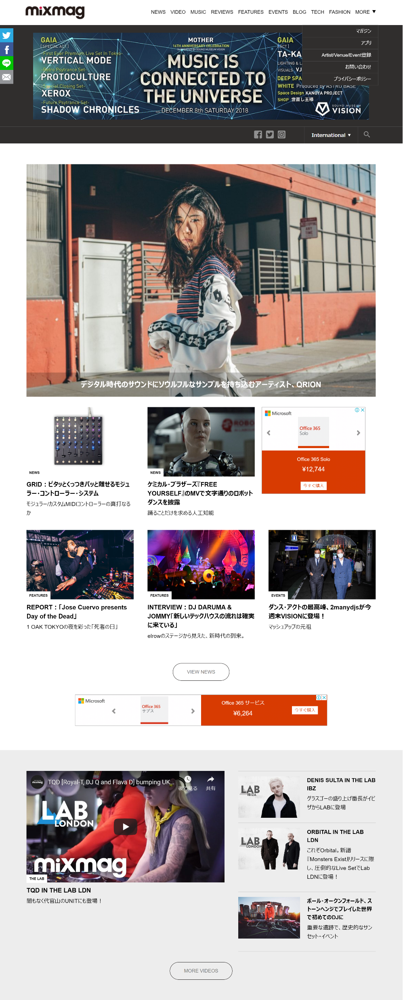 mixmag
NEWS VIDEO MUSIC REVIEWS FEATURES EVENTS BLOG TECH FASHION MORE ▼
マガジン
アプリ
Artist/Venue/Event登録
お問い合わせ
プライバシーポリシー
GAIA
[SPECIAL ACT]
-First Ever Premium Live Set In Tokyo-
VERTICAL MODE
-Retro Psytrance Set-
PROTOCULTURE
-Special Closing Set-
XEROX
-Future Psytrance Set-
SHADOW CHRONICLES
MOTHER
16TH ANNIVERSARY CELEBRATION
SUPPORTED BY SOUND MUSEUM VISION
MUSIC IS
CONNECTED TO
THE UNIVERSE
Date DECEMBER 8th SATURDAY 2018
GAIA
[ACT]
TA-KA
LIGHTING & L
VISUALS VJ
DEEP SPA
WHITE Produced by ASTRO BASE
Space Design KANOYA PROJECT
SHOP 世直し王様
SOUND MUSEUM
VISION
LINE
International ▼
デジタル時代のサウンドにソウルフルなサンプルを持ち込むアーティスト、QRION
NEWS
GRID：ピタッとくっつきパッと離せるモジュ
ラー・コントローラー・システム
モジュラー/カスタムMIDIコントローラーの真打なる
か
ROBO
NEWS
ケミカル・ブラザーズ『FREE
YOURSELF』のMVで文字通りのロボット
ダンスを披露
踊ることだけを求める人工知能
Microsoft
Office 365
Solo
Office 365 Solo
¥12,744
今すぐ購入
FEATURES
REPORT：「Jose Cuervo presents
Day of the Dead」
1 OAK TOKYOの夜を彩った「死者の日」
FEATURES
INTERVIEW：DJ DARUMA &
JOMMY「新しいテックハウスの流れは確実
に来ている」
elrowのステージから見えた、新時代の到来。
EVENTS
ダンス・アクトの最高峰、2manydjsが今
週末VISIONに登場！
マッシュアップの元祖
VIEW NEWS
Microsoft
Office 365
サブス
Office 365 サービス
¥6,264
今すぐ購入
mixmag
TQD [Royal-T, DJ Q and Flava D] bumping UK...
後で見る 共有
LAB
LONDON
mixmag
THE LAB
TQD IN THE LAB LDN
間もなく代官山のUNITにも登場！
LAB
IBIZA
DENIS SULTA IN THE LAB
IBZ
グラスゴーの盛り上げ番長がイビ
ザからLABに登場
LAB
LONDON
ORBITAL IN THE LAB
LDN
これぞOrbital。新譜
『Monsters Exist』リリースに際
し、圧倒的なLive SetでLab
LDNに登場！
ポール・オークンフォールド、ス
トーンヘンジでプレイした世界
で初めてのDJに
重要な遺跡で、歴史的なサン
セット・イベント
MORE VIDEOS